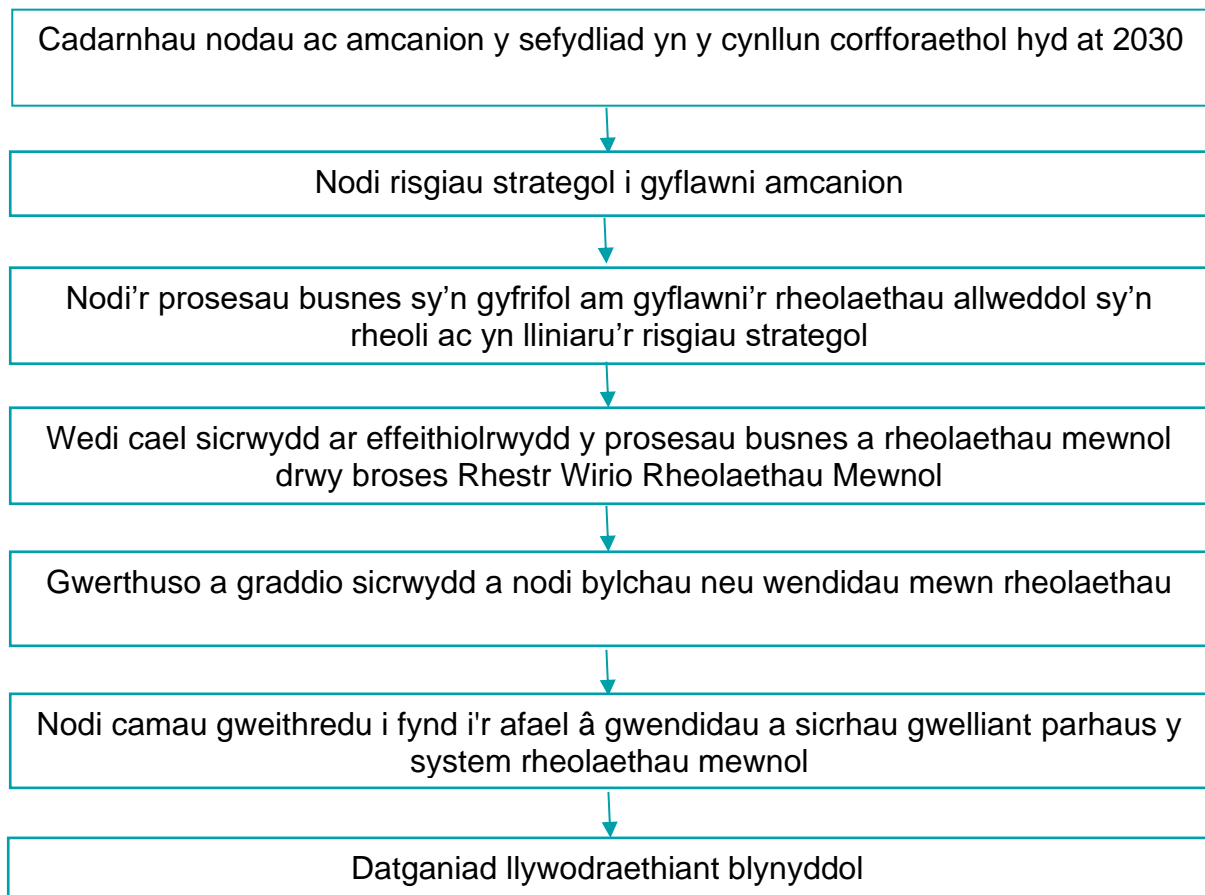 Cadarnhau nodau ac amcanion y sefydliad yn y cynllun corfforaethol hyd at 2030
Nodi risgiau strategol i gyflawni amcanion
Nodi’r prosesau busnes sy’n gyfrifol am gyflawni’r rheolaethau allweddol sy’n
rheoli ac yn lliniaru’r risgiau strategol
Wedi cael sicrwydd ar effeithiolrwydd y prosesau busnes a rheolaethau mewnol
drwy broses Rhestr Wirio Rheolaethau Mewnol
Gwerthuso a graddio sicrwydd a nodi bylchau neu wendidau mewn rheolaethau
Nodi camau gweithredu i fynd i'r afael â gwendidau a sicrhau gwelliant parhaus y
system rheolaethau mewnol
Datganiad llywodraethiant blynyddol